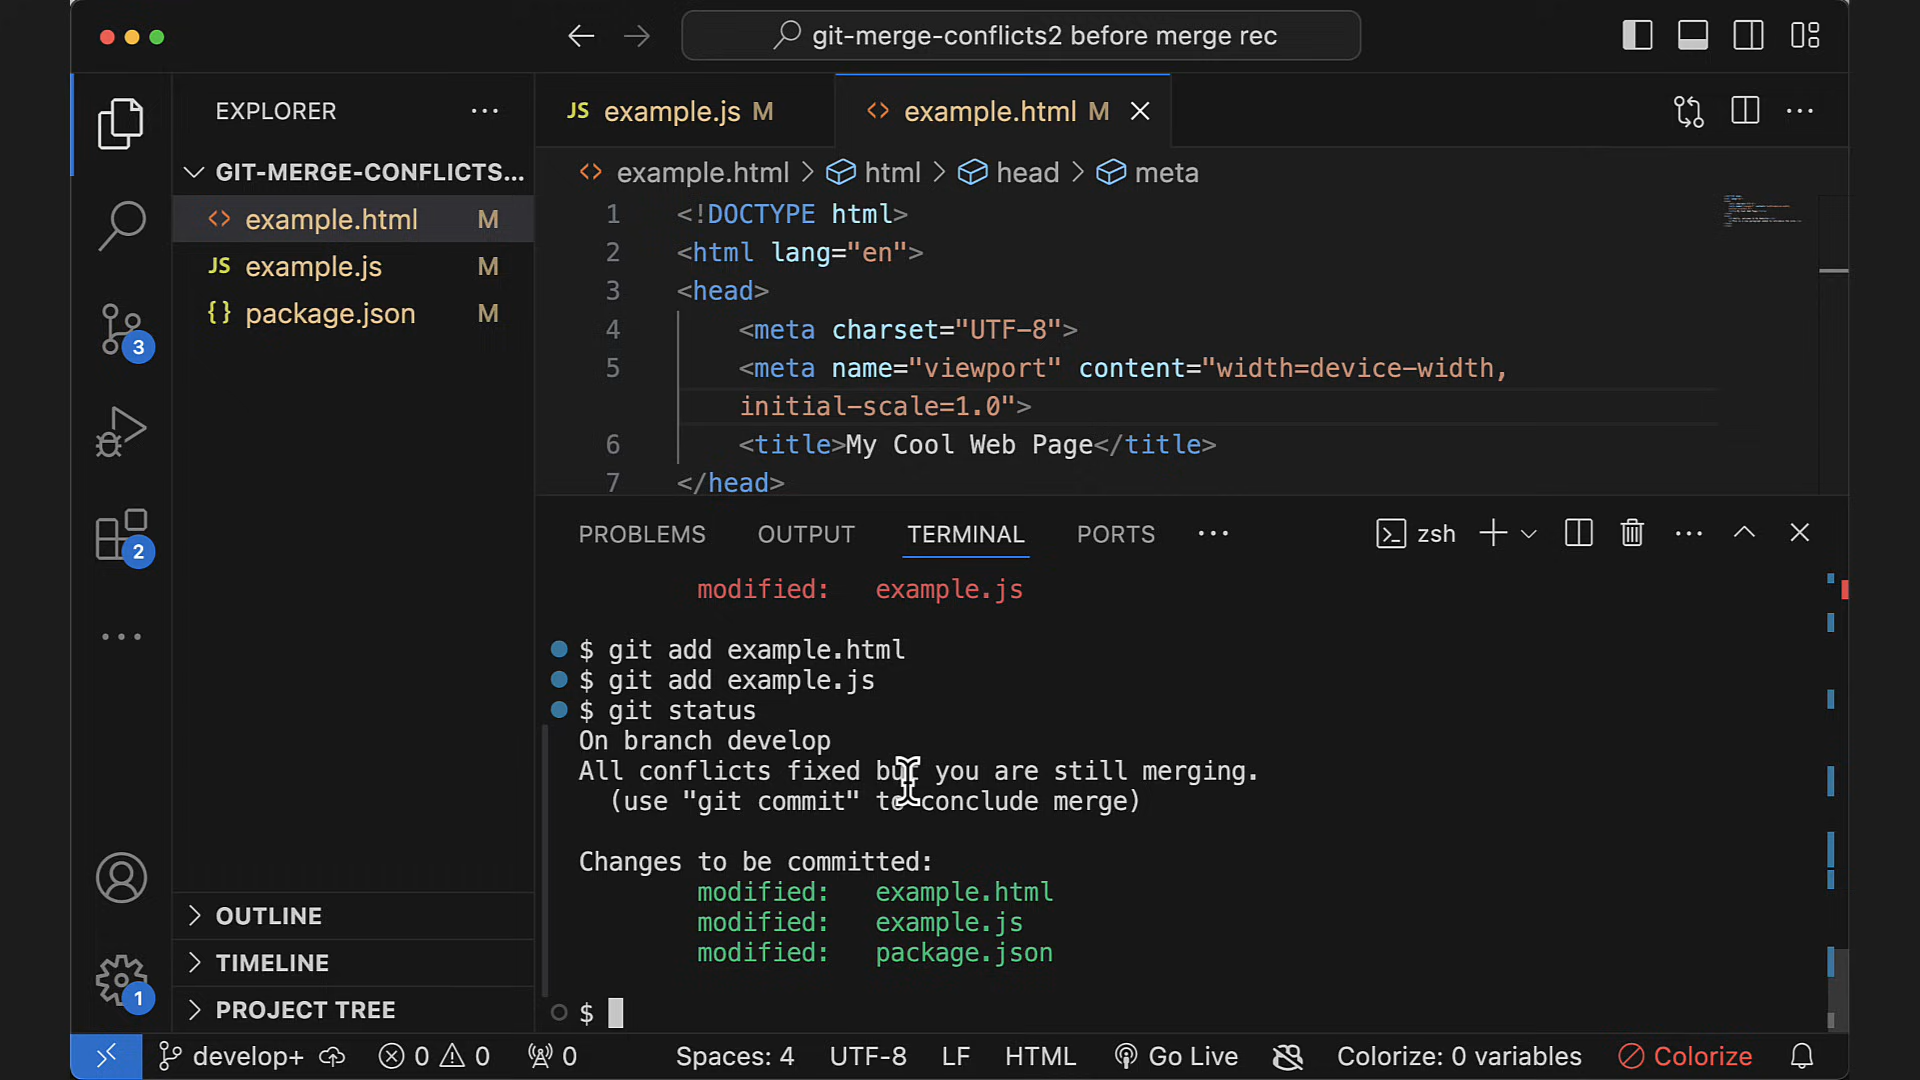 git-merge-conflicts2 before merge rec
EXPLORER
GIT-MERGE-CONFLICTS...
example.html M
JS example.js M
{} package.json M
3
2
1
OUTLINE
TIMELINE
PROJECT TREE
JS example.js M
example.html M
example.html > html > head > meta
1 <!DOCTYPE html>
2 <html lang="en">
3 <head>
4 <meta charset="UTF-8">
5 <meta name="viewport" content="width=device-width,
initial-scale=1.0">
6 <title>My Cool Web Page</title>
7 </head>
PROBLEMS OUTPUT TERMINAL PORTS ... zsh
modified: example.js
$ git add example.html
$ git add example.js
$ git status
On branch develop
All conflicts fixed but you are still merging.
(use "git commit" to conclude merge)
Changes to be committed:
modified: example.html
modified: example.js
modified: package.json
$
develop+ 0 0 0 Spaces: 4 UTF-8 LF HTML Go Live Colorize: 0 variables Colorize